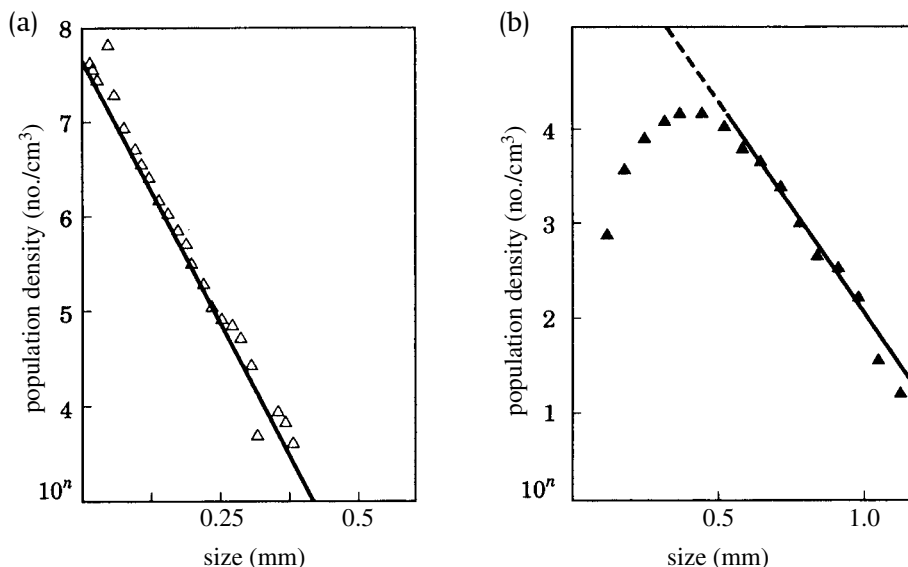 (a)
8
7
6
5
4
10ⁿ
population density (no./cm³)
0.25
0.5
size (mm)
(b)
4
3
2
1
10ⁿ
population density (no./cm³)
0.5
1.0
size (mm)